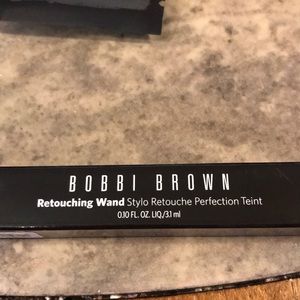 BOBBI BROWN
Retouching Wand Stylo Retouche Perfection Teint
0.10 FL. OZ. LIQ./3.1 ml